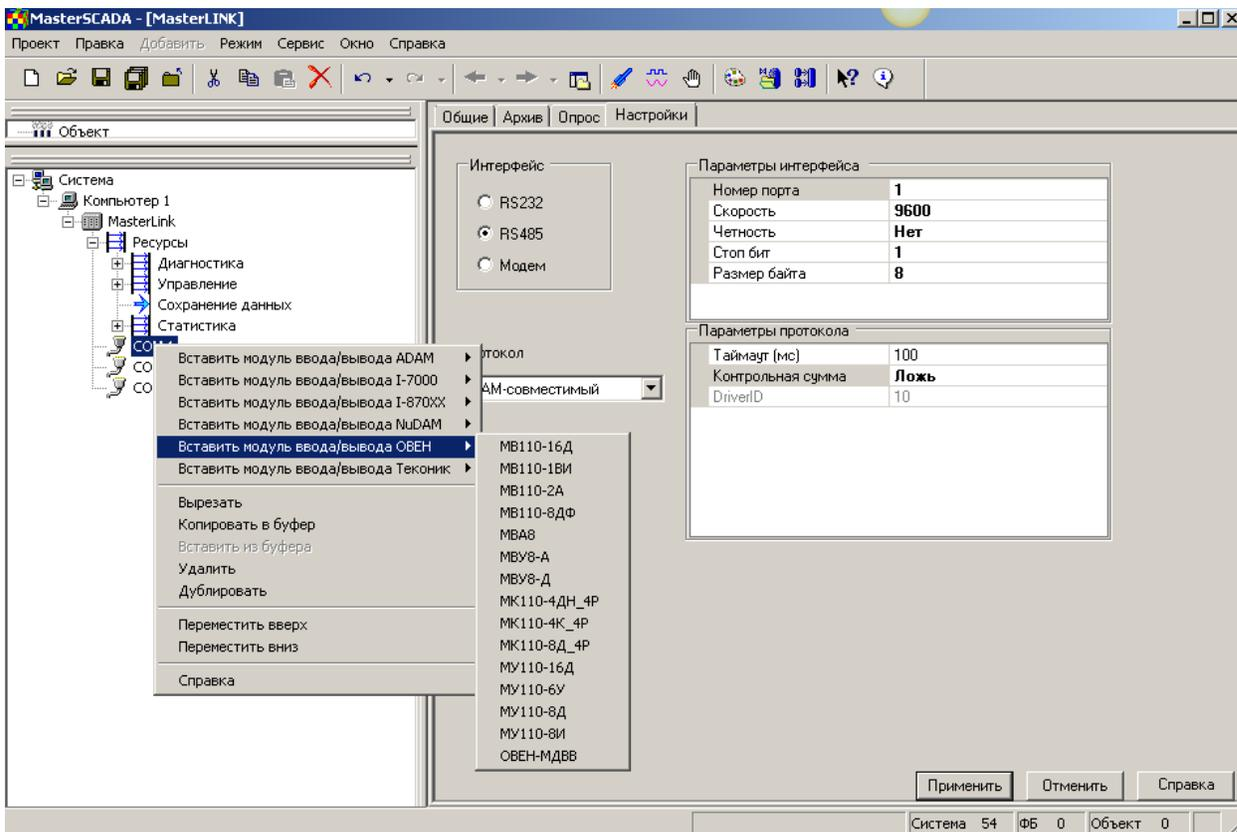 MasterSCADA - [MasterLINK]
Проект Правка Добавить Режим Сервис Окно Справка
Объект
Система
Компьютер 1
MasterLink
Ресурсы
Диагностика
Управление
Сохранение данных
Статистика
CO
CO
Вставить модуль ввода/вывода ADAM
Вставить модуль ввода/вывода I-7000
Вставить модуль ввода/вывода I-870XX
Вставить модуль ввода/вывода NuDAM
Вставить модуль ввода/вывода ОВЕН
Вставить модуль ввода/вывода Теконик
Вырезать
Копировать в буфер
Вставить из буфера
Удалить
Дублировать
Переместить вверх
Переместить вниз
Справка
МВ110-16Д
МВ110-1ВИ
МВ110-2А
МВ110-8ДФ
МВА8
МВУ8-А
МВУ8-Д
МК110-4ДН_4Р
МК110-4К_4Р
МК110-8Д_4Р
МУ110-16Д
МУ110-6У
МУ110-8Д
МУ110-8И
ОВЕН-МДВВ
Общие Архив Опрос Настройки
Интерфейс
RS232
RS485
Модем
токол
АМ-совместимый
Параметры интерфейса
Номер порта 1
Скорость 9600
Четность Нет
Стоп бит 1
Размер байта 8
Параметры протокола
Таймаут (мс) 100
Контрольная сумма Ложь
DriverID 10
Применить Отменить Справка
Система 54 ФБ 0 Объект 0